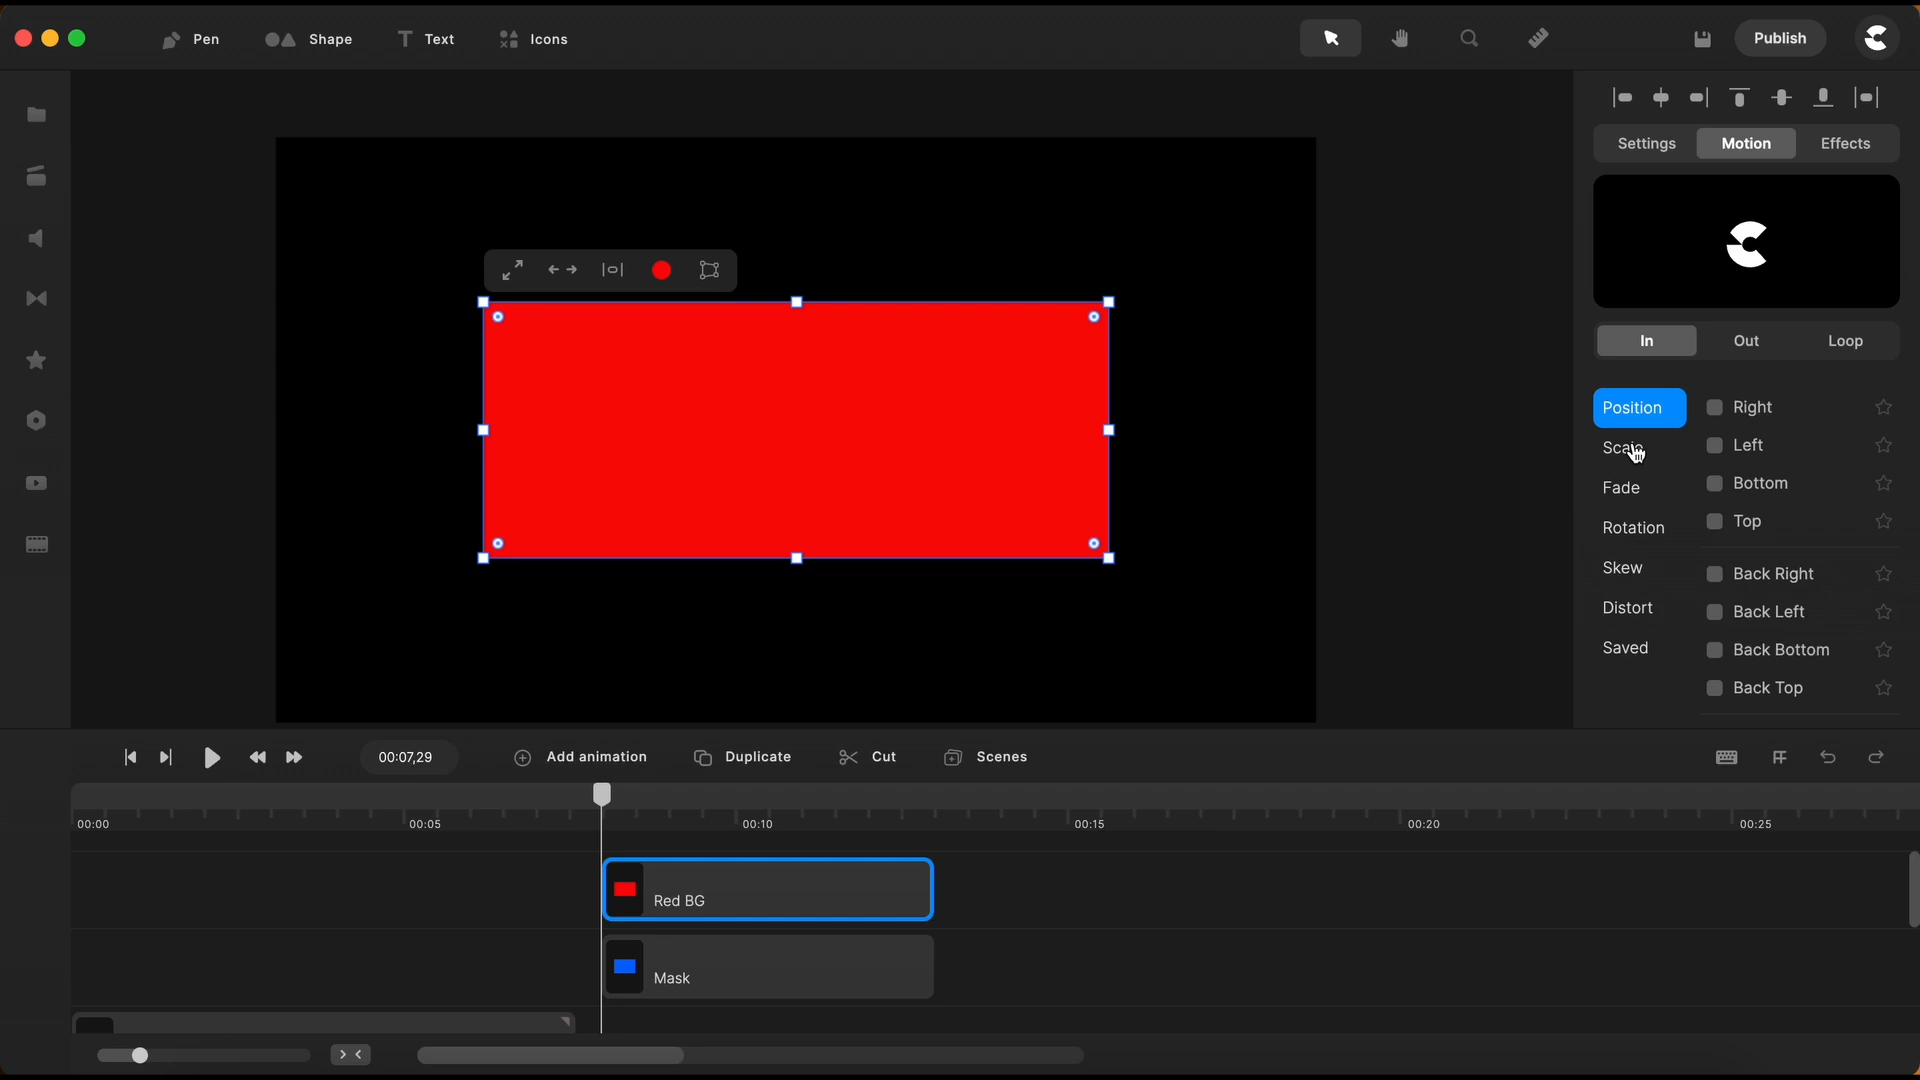 Pen
Shape
Text
Icons
Publish
Settings
Motion
Effects
In
Out
Loop
Position
Scale
Fade
Rotation
Skew
Distort
Saved
Right
Left
Bottom
Top
Back Right
Back Left
Back Bottom
Back Top
00:07,29
Add animation
Duplicate
Cut
Scenes
00:00
00:05
00:10
00:15
00:20
00:25
Red BG
Mask